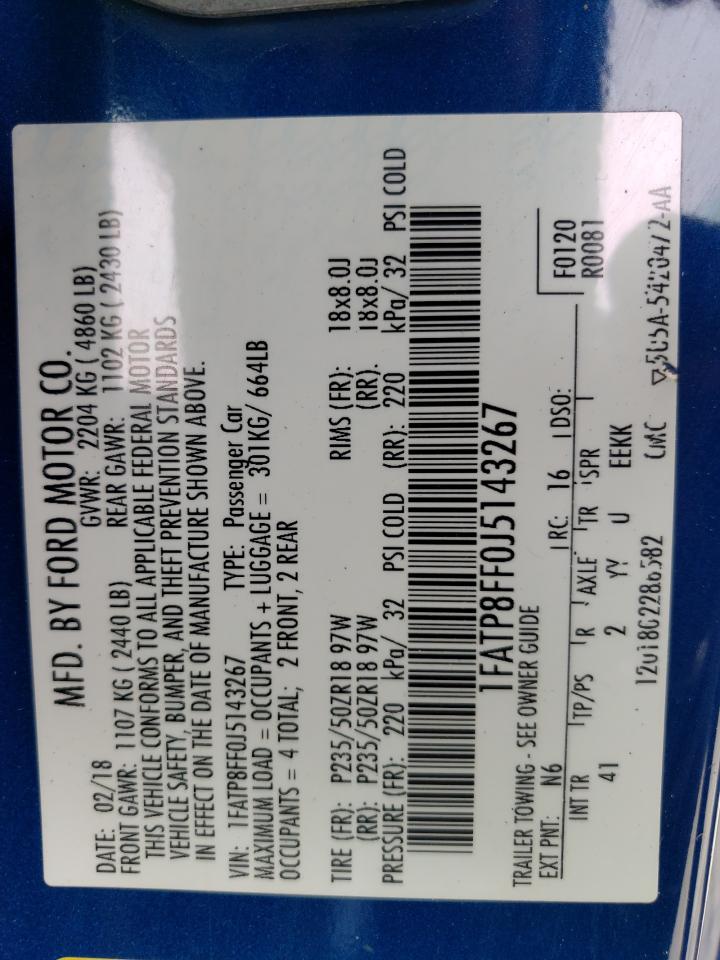 MFD. BY FORD MOTOR CO.
DATE: 02/18 GVWR: 2204 KG ( 4860 LB)
FRONT GAWR: 1107 KG ( 2440 LB) REAR GAWR: 1102 KG ( 2430 LB)
THIS VEHICLE CONFORMS TO ALL APPLICABLE FEDERAL MOTOR
VEHICLE SAFETY, BUMPER, AND THEFT PREVENTION STANDARDS
IN EFFECT ON THE DATE OF MANUFACTURE SHOWN ABOVE.
VIN: 1FATP8FF0J5143267 TYPE: Passenger Car
MAXIMUM LOAD = OCCUPANTS + LUGGAGE = 301KG/ 664LB
OCCUPANTS = 4 TOTAL; 2 FRONT, 2 REAR
TIRE (FR): P235/50ZR18 97W RIMS (FR): 18x8.0J
(RR): P235/50ZR18 97W (RR): 18x8.0J
PRESSURE (FR): 220 kPa/ 32 PSI COLD (RR): 220 kPa/ 32 PSI COLD
1FATP8FF0J5143267
TRAILER TOWING - SEE OWNER GUIDE
F0120
EXT PNT: N6 RC: 16 DSO:
R0081
INT TR TP/PS R AXLE TR SPR
41 2 YY U EEKK